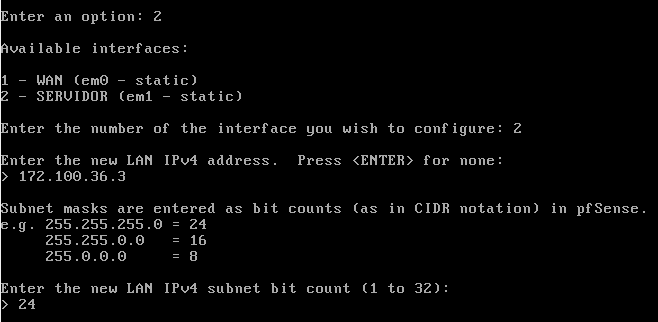 Enter an option: 2
Available interfaces:
1 - WAN (em0 - static)
2 - SERVIDOR (em1 - static)
Enter the number of the interface you wish to configure: 2
Enter the new LAN IPv4 address.  Press <ENTER> for none:
> 172.100.36.3
Subnet masks are entered as bit counts (as in CIDR notation) in pfSense.
e.g. 255.255.255.0 = 24
     255.255.0.0   = 16
     255.0.0.0     = 8
Enter the new LAN IPv4 subnet bit count (1 to 32):
> 24